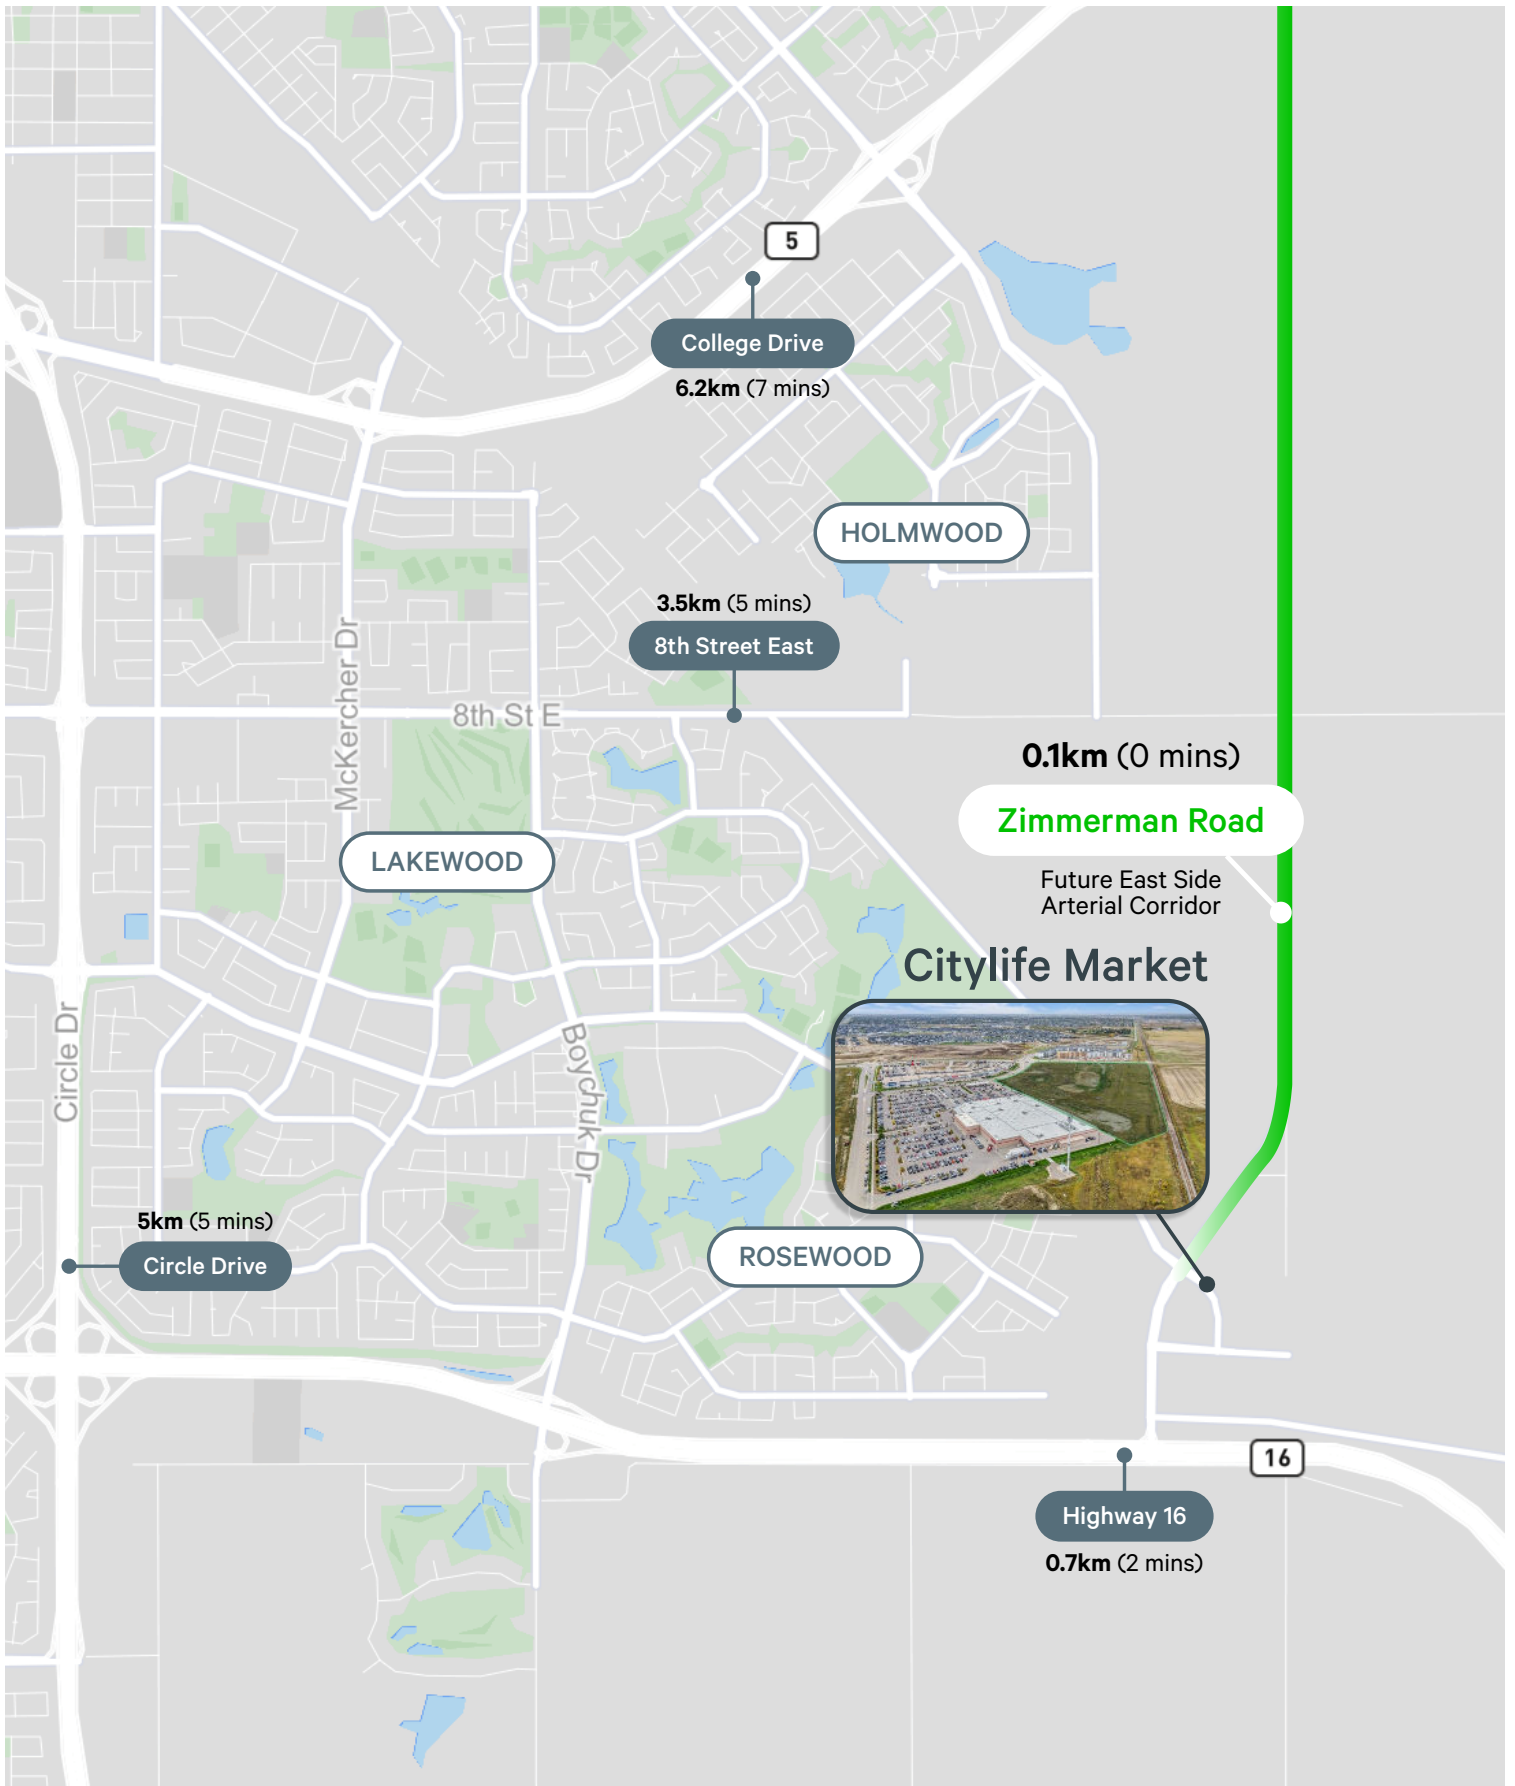 5
College Drive
6.2km (7 mins)
HOLMWOOD
3.5km (5 mins)
8th Street East
McKercher Dr
8th St E
0.1km (0 mins)
Zimmerman Road
Future East Side
Arterial Corridor
LAKEWOOD
Citylife Market
Circle Dr
Boychuk Dr
5km (5 mins)
Circle Drive
ROSEWOOD
16
Highway 16
0.7km (2 mins)